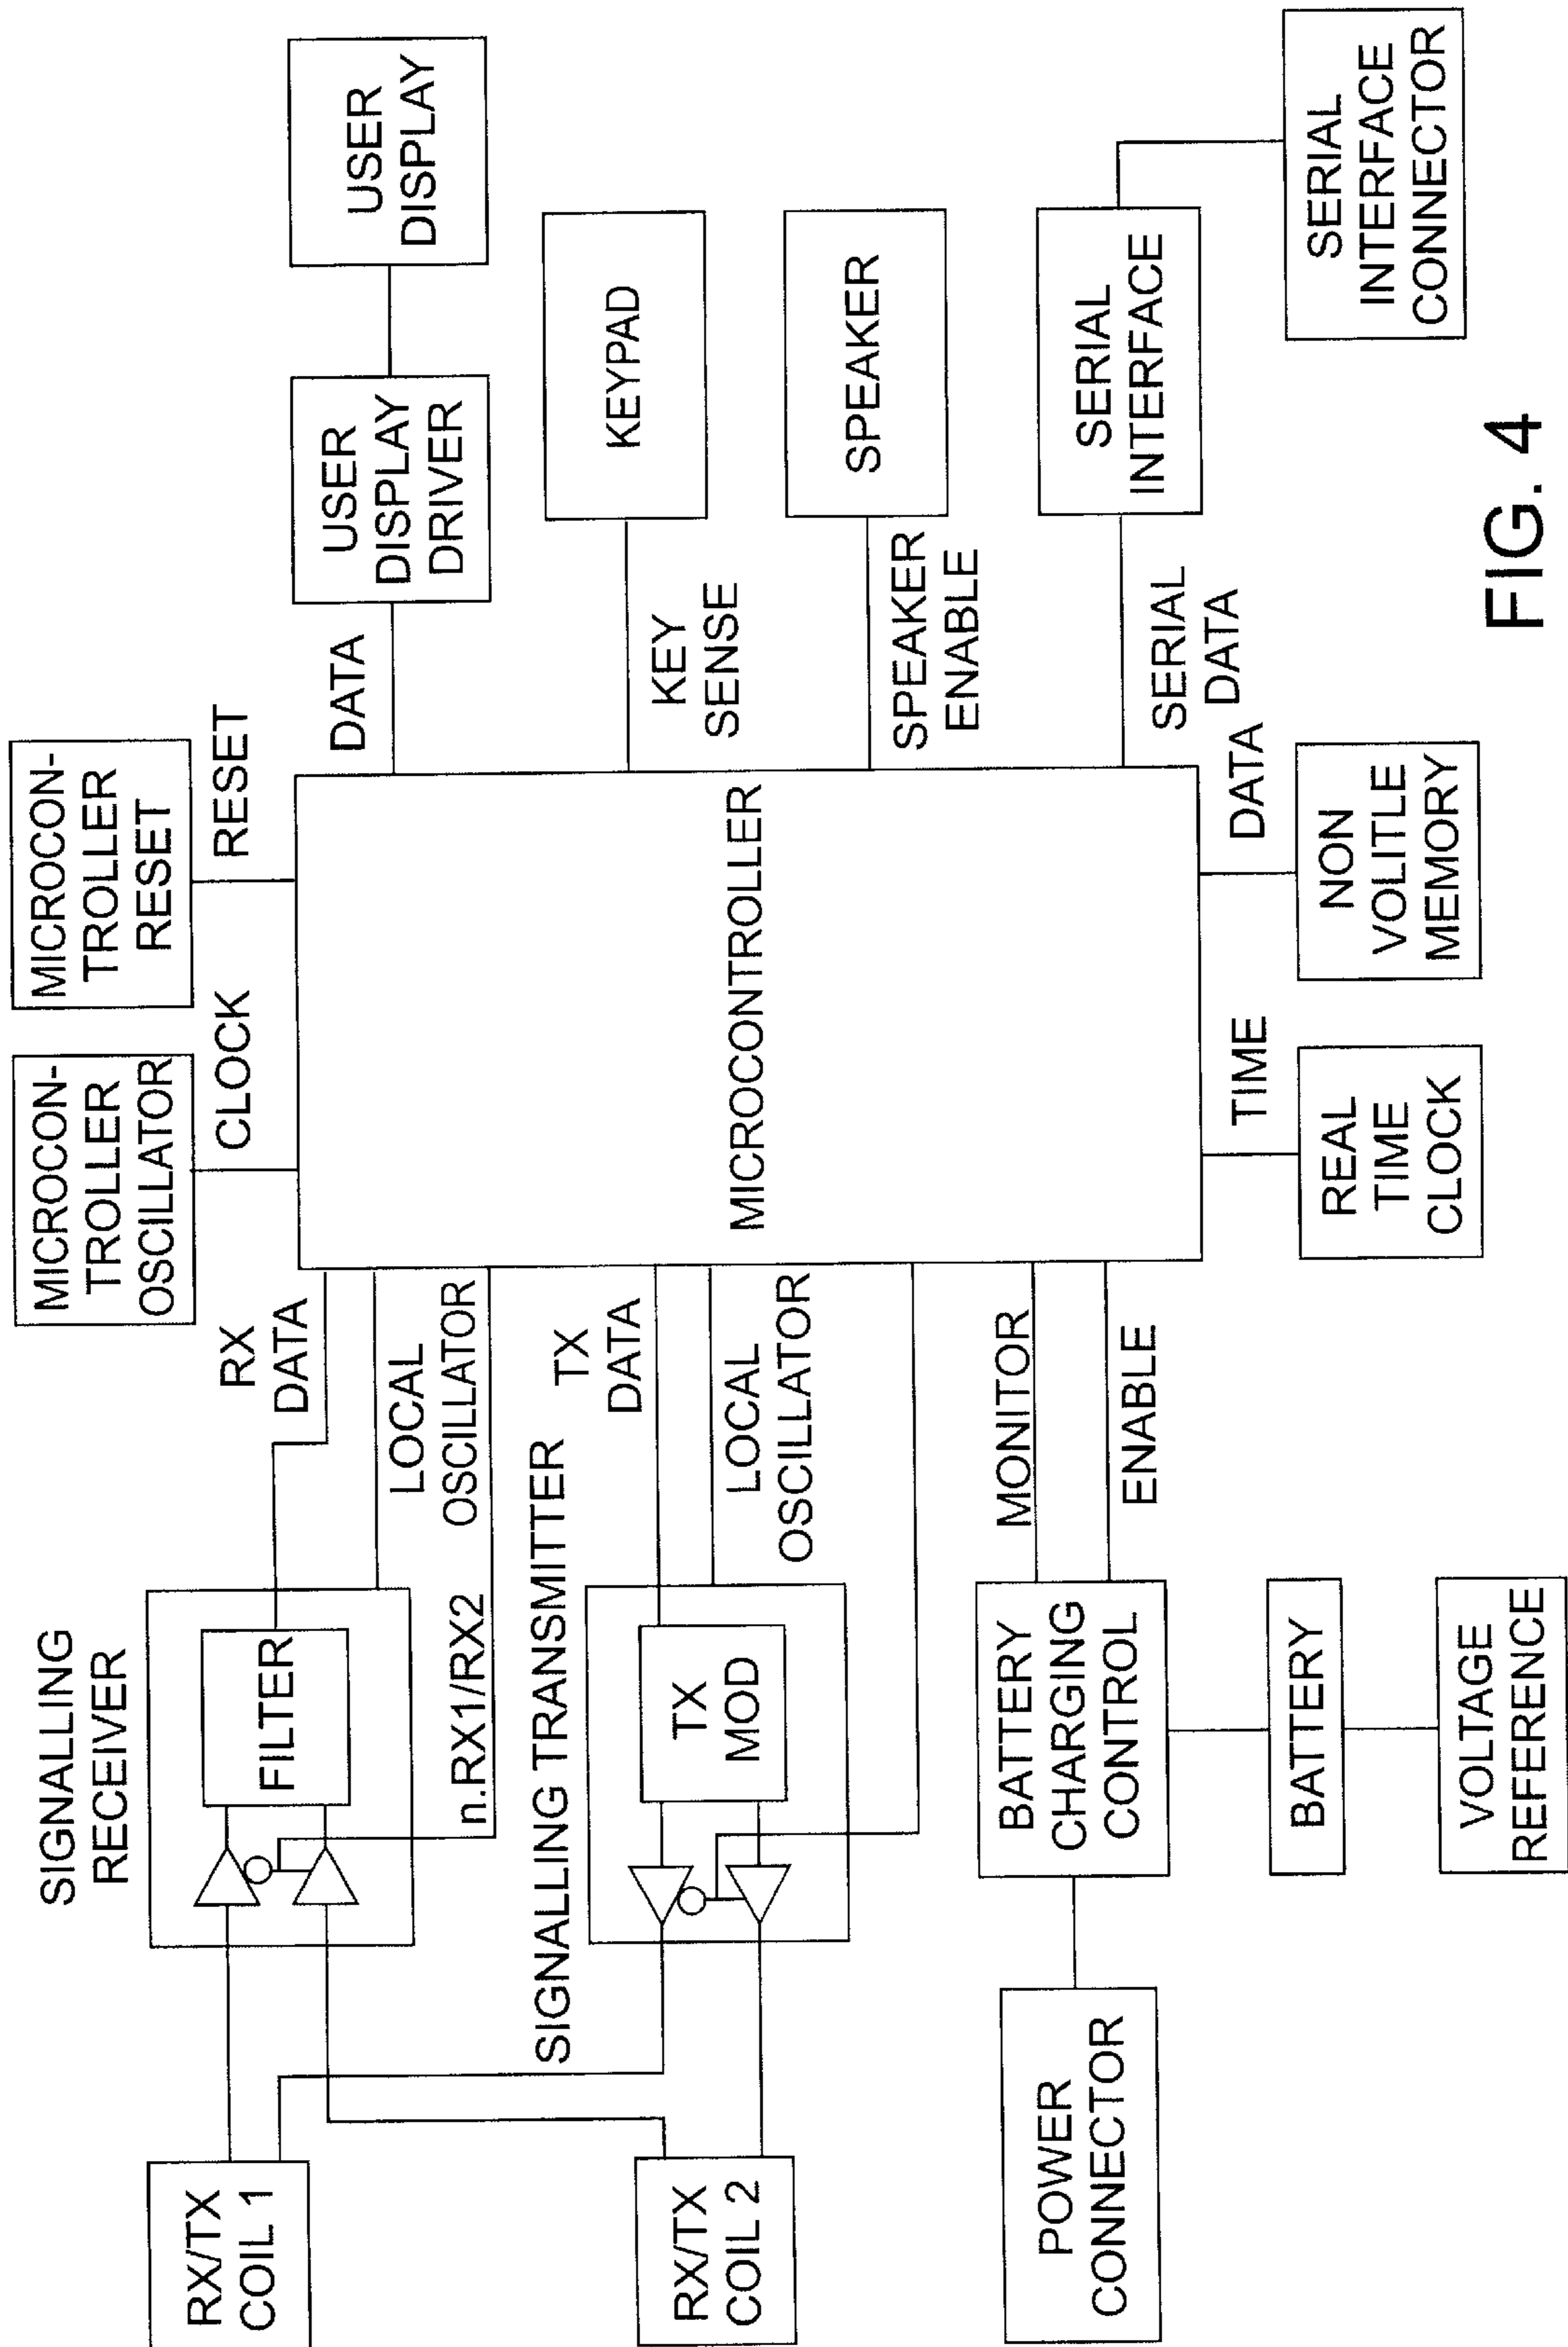 MICROCON-
TROLLER
OSCILLATOR
MICROCON-
TROLLER
RESET
CLOCK
RESET
SIGNALLING
RECEIVER
RX/TX
COIL 1
FILTER
RX
DATA
LOCAL
OSCILLATOR
n.RX1/RX2
SIGNALLING TRANSMITTER
RX/TX
COIL 2
TX
MOD
TX
DATA
LOCAL
OSCILLATOR
MICROCONTROLLER
DATA
USER
DISPLAY
DRIVER
USER
DISPLAY
KEY
SENSE
KEYPAD
SPEAKER
ENABLE
SPEAKER
SERIAL
DATA
SERIAL
INTERFACE
SERIAL
INTERFACE
CONNECTOR
POWER
CONNECTOR
BATTERY
CHARGING
CONTROL
MONITOR
ENABLE
BATTERY
VOLTAGE
REFERENCE
TIME
REAL
TIME
CLOCK
DATA
NON
VOLITLE
MEMORY
FIG. 4